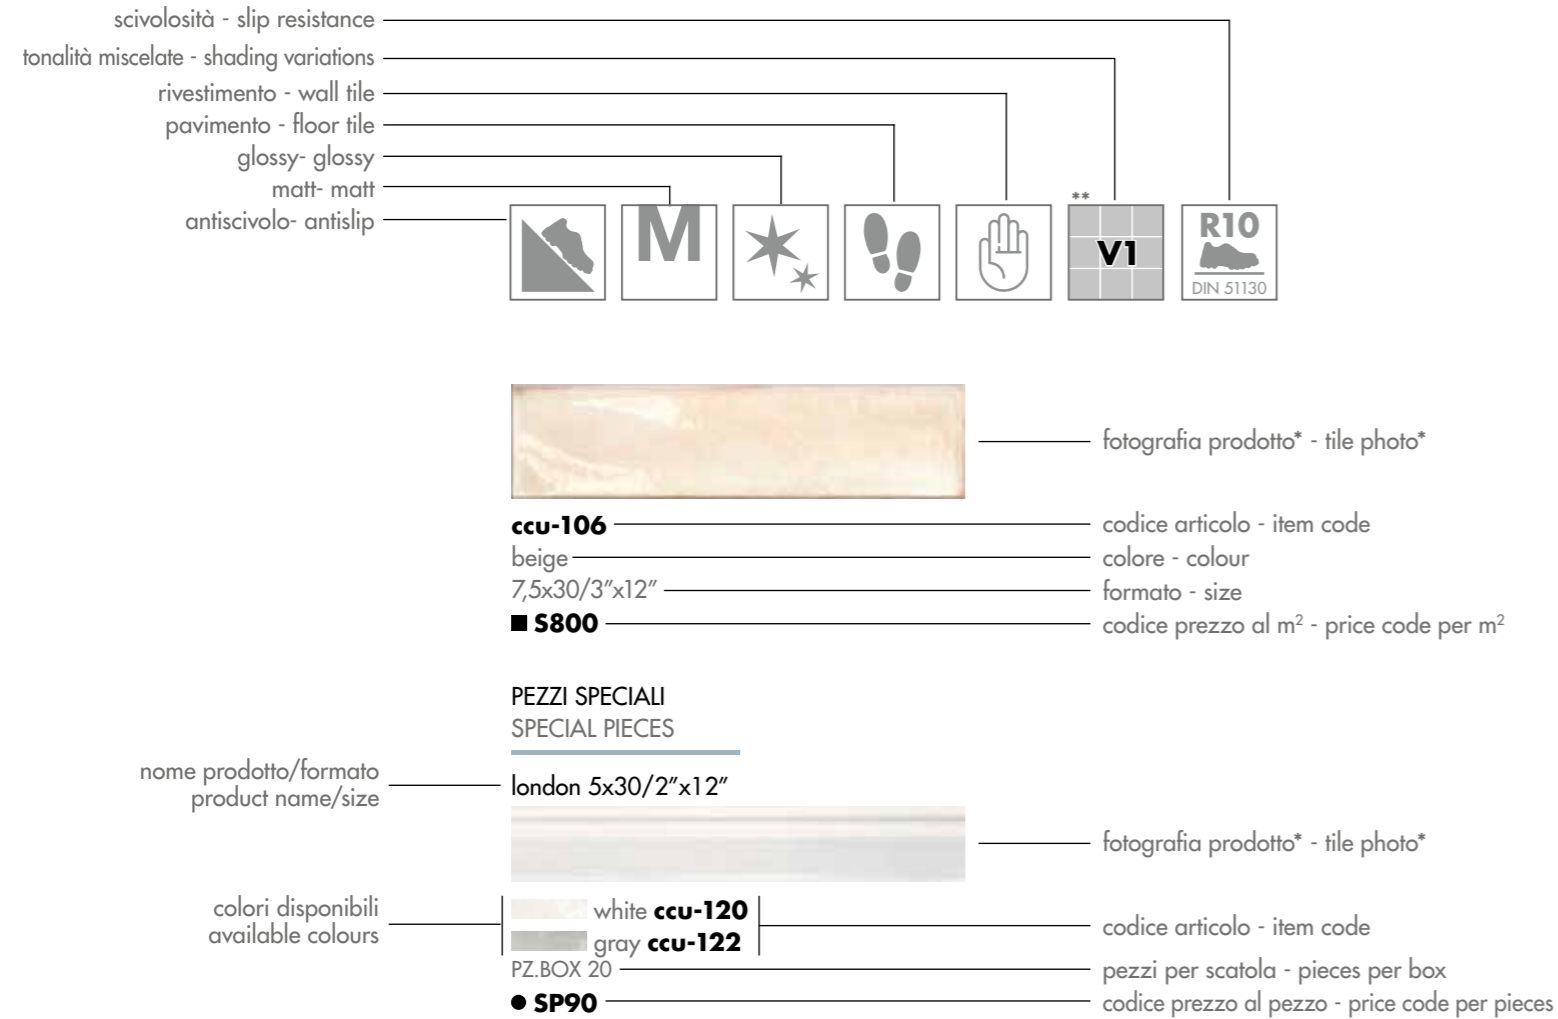 scivolosità - slip resistance
tonalità miscelate - shading variations
rivestimento - wall tile
pavimento - floor tile
glossy- glossy
matt- matt
antiscivolo- antislip
M
**
V1
R10
DIN 51130
fotografia prodotto* - tile photo*
ccu-106
codice articolo - item code
beige
colore - colour
7,5x30/3”x12”
formato - size
■ S800
codice prezzo al m² - price code per m²
PEZZI SPECIALI
SPECIAL PIECES
nome prodotto/formato
product name/size
london 5x30/2”x12”
fotografia prodotto* - tile photo*
colori disponibili
available colours
white ccu-120
gray ccu-122
codice articolo - item code
PZ.BOX 20
pezzi per scatola - pieces per box
● SP90
codice prezzo al pezzo - price code per pieces